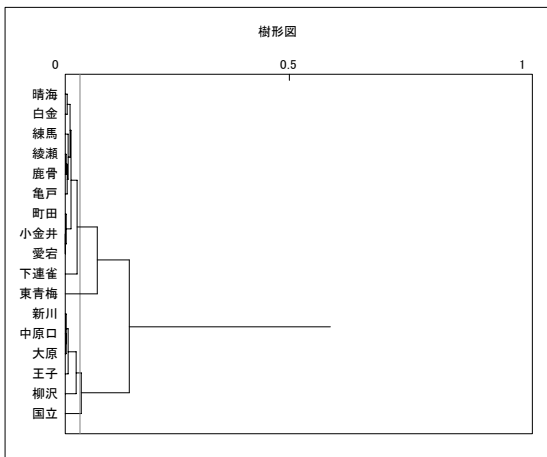 樹形図
0 0.5 1
晴海
白金
練馬
綾瀬
鹿骨
亀戸
町田
小金井
愛宕
下連雀
東青梅
新川
中原口
大原
王子
柳沢
国立